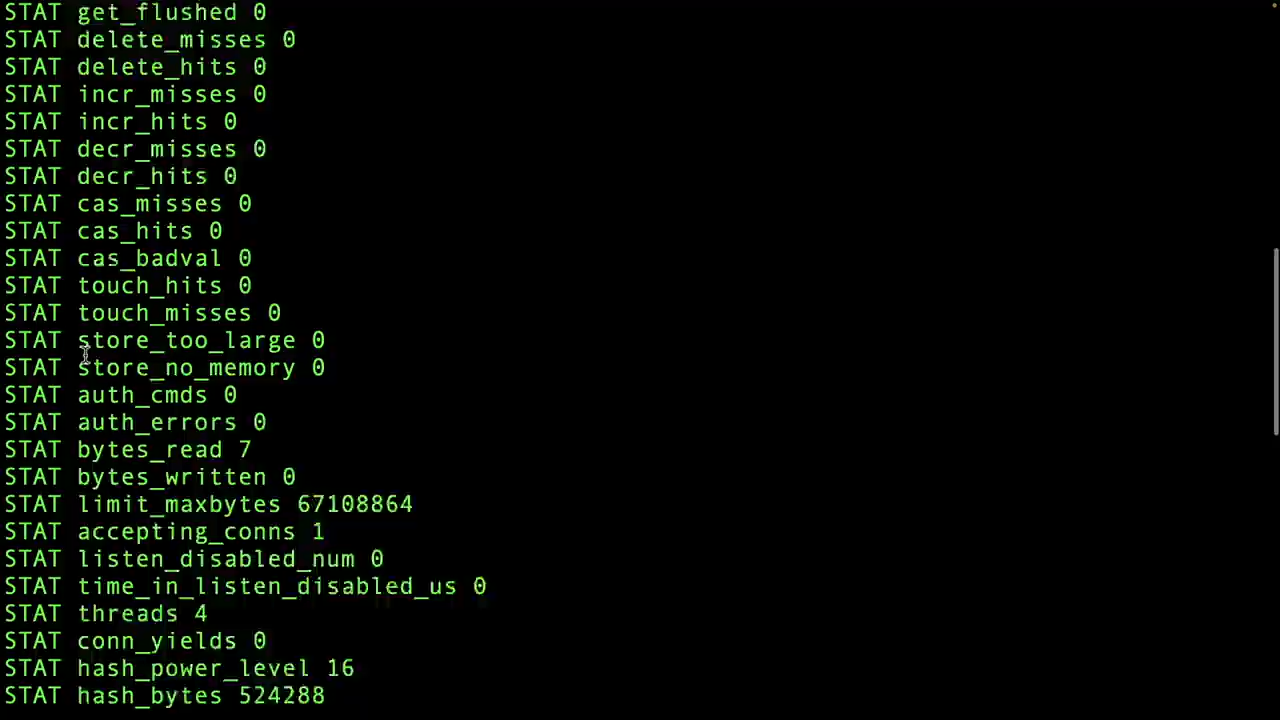 STAT get_flushed 0
STAT delete_misses 0
STAT delete_hits 0
STAT incr_misses 0
STAT incr_hits 0
STAT decr_misses 0
STAT decr_hits 0
STAT cas_misses 0
STAT cas_hits 0
STAT cas_badval 0
STAT touch_hits 0
STAT touch_misses 0
STAT store_too_large 0
STAT store_no_memory 0
STAT auth_cmds 0
STAT auth_errors 0
STAT bytes_read 7
STAT bytes_written 0
STAT limit_maxbytes 67108864
STAT accepting_conns 1
STAT listen_disabled_num 0
STAT time_in_listen_disabled_us 0
STAT threads 4
STAT conn_yields 0
STAT hash_power_level 16
STAT hash_bytes 524288